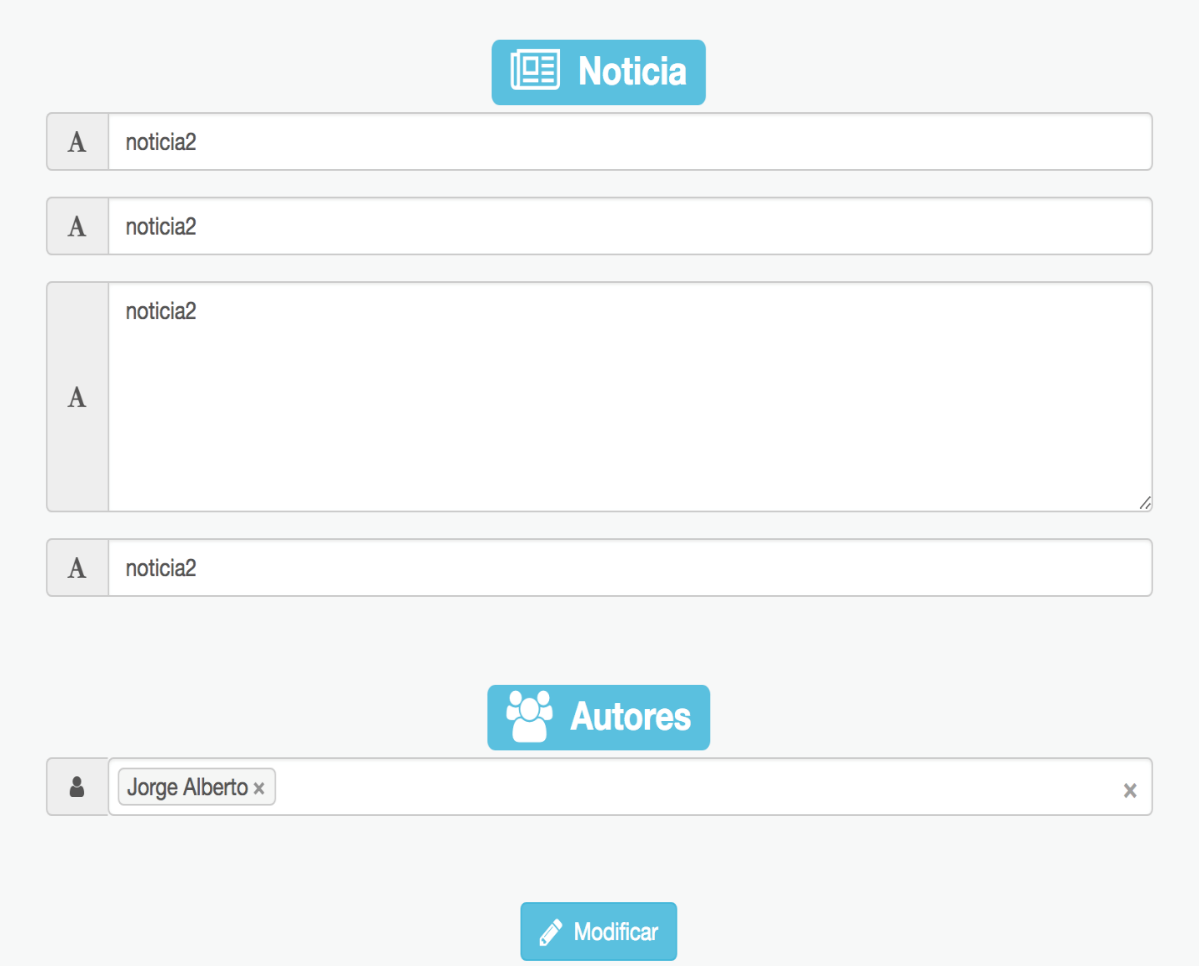 Noticia
A noticia2
A noticia2
noticia2
A
A noticia2
Autores
Jorge Alberto × ×
Modificar